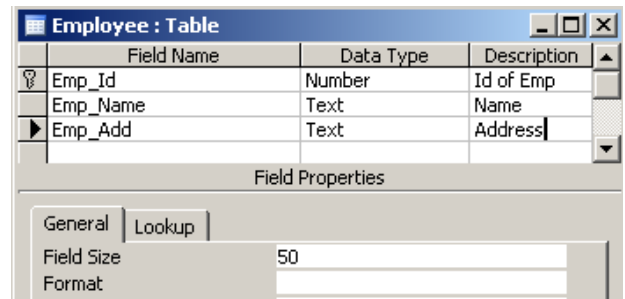 Employee : Table
Field Name Data Type Description
Emp_Id Number Id of Emp
Emp_Name Text Name
Emp_Add Text Address
Field Properties
General Lookup
Field Size 50
Format